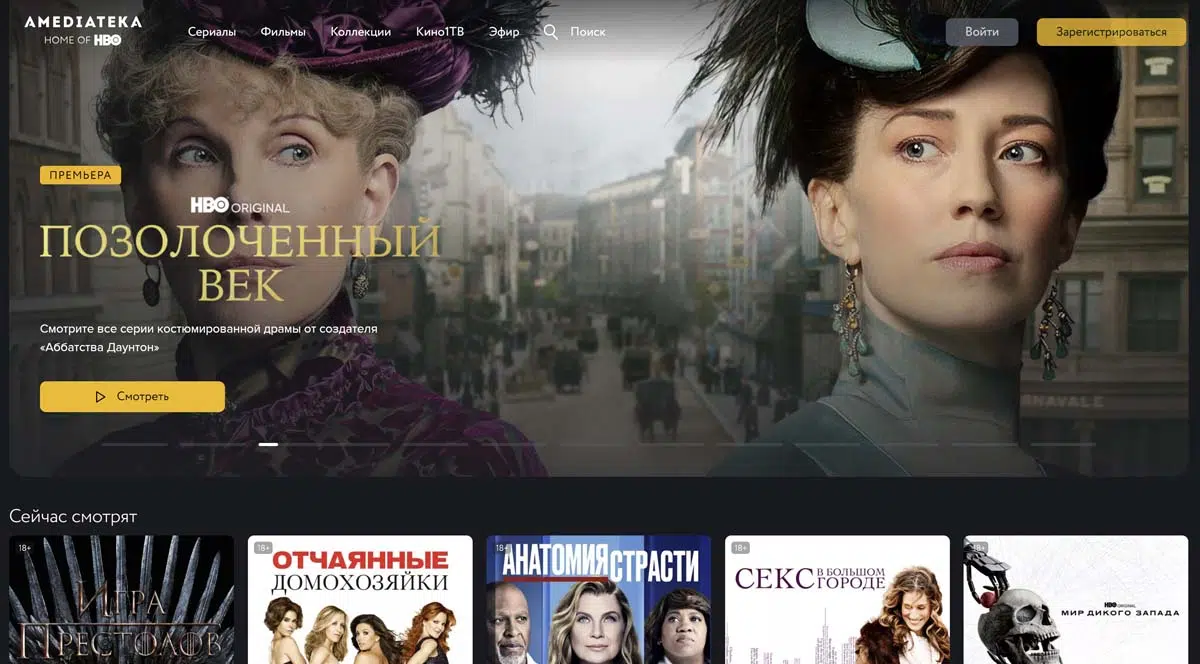 AMEDIATEKA
HOME OF HBO
Сериалы Фильмы Коллекции Кино1ТВ Эфир Поиск
Войти Зарегистрироваться
ПРЕМЬЕРА
HBO ORIGINAL
ПОЗОЛОЧЕННЫЙ
ВЕК
Смотрите все серии костюмированной драмы от создателя
«Аббатства Даунтон»
Смотреть
Сейчас смотрят
18+
ИГРА
ПРЕСТОЛОВ
18+
ОТЧАЯННЫЕ
ДОМОХОЗЯЙКИ
18+
АНАТОМИЯ СТРАСТИ
18+
СЕКС В БОЛЬШОМ ГОРОДЕ
18+
HBO ORIGINAL
МИР ДИКОГО ЗАПАДА